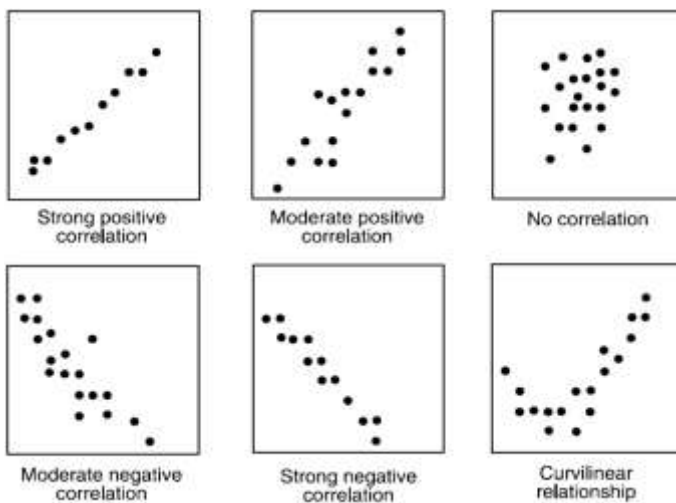 Strong positive
correlation
Moderate positive
correlation
No correlation
Moderate negative
correlation
Strong negative
correlation
Curvilinear
relationship